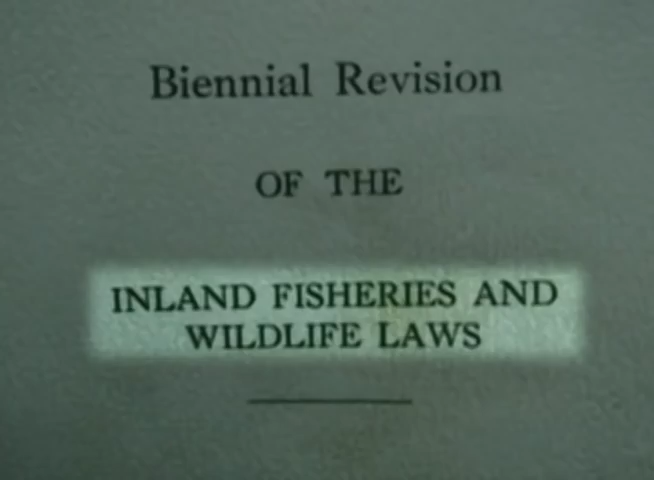 Biennial Revision
OF THE
INLAND FISHERIES AND
WILDLIFE LAWS